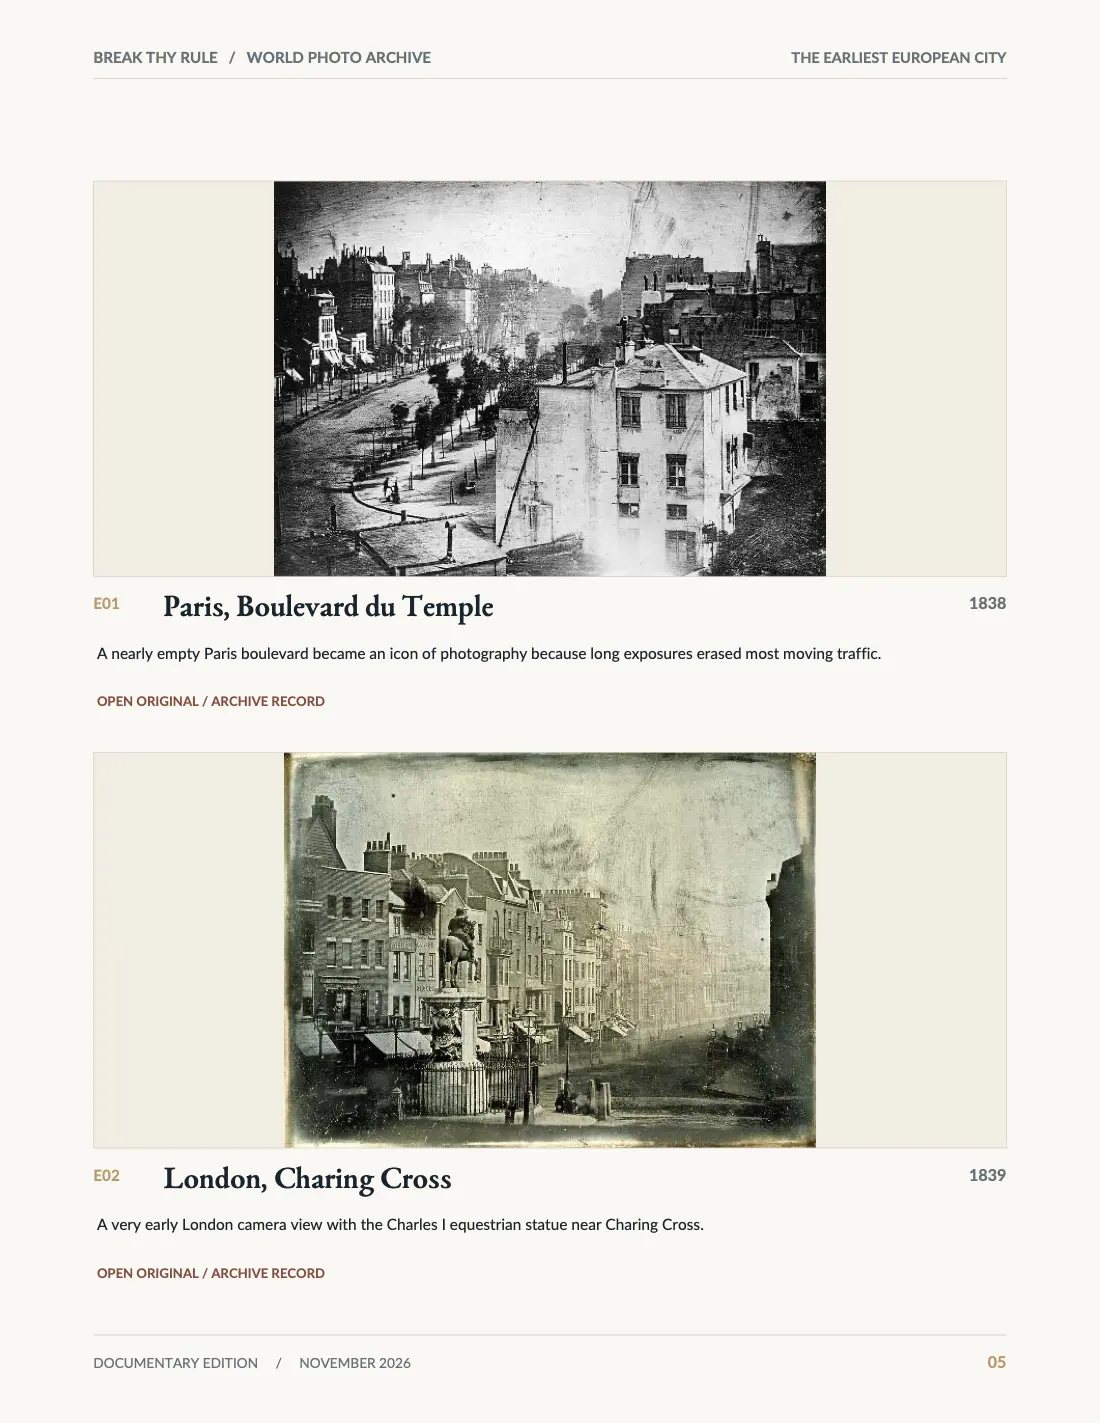 BREAK THY RULE / WORLD PHOTO ARCHIVE
THE EARLIEST EUROPEAN CITY
E01 Paris, Boulevard du Temple 1838
A nearly empty Paris boulevard became an icon of photography because long exposures erased most moving traffic.
OPEN ORIGINAL / ARCHIVE RECORD
E02 London, Charing Cross 1839
A very early London camera view with the Charles I equestrian statue near Charing Cross.
OPEN ORIGINAL / ARCHIVE RECORD
DOCUMENTARY EDITION / NOVEMBER 2026
05